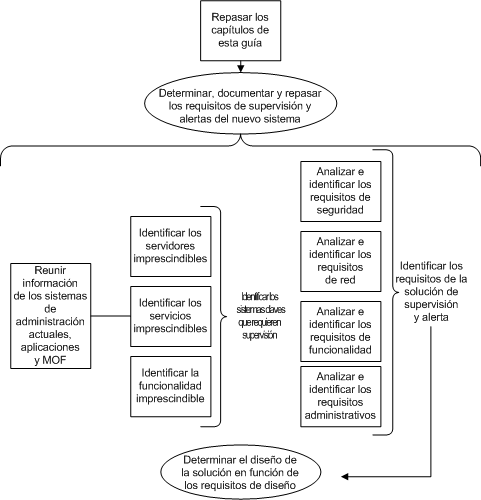 Repasar los
capítulos de
esta guía
Determinar, documentar y repasar
los requisitos de supervisión y
alertas del nuevo sistema
Reunir
información
de los sistemas
de
administración
actuales,
aplicaciones
y MOF
Identificar los
servidores
imprescindibles
Identificar los
servicios
imprescindibles
Identificar la
funcionalidad
imprescindible
Identificar los
sistemas claves
que requieren
supervisión
Analizar e
identificar los
requisitos de
seguridad
Analizar e
identificar los
requisitos
de red
Analizar e
identificar los
requisitos de
funcionalidad
Analizar e
identificar los
requisitos
administrativos
Identificar los
requisitos de la
solución de
supervisión
y alerta
Determinar el diseño de
la solución en función de
los requisitos de diseño